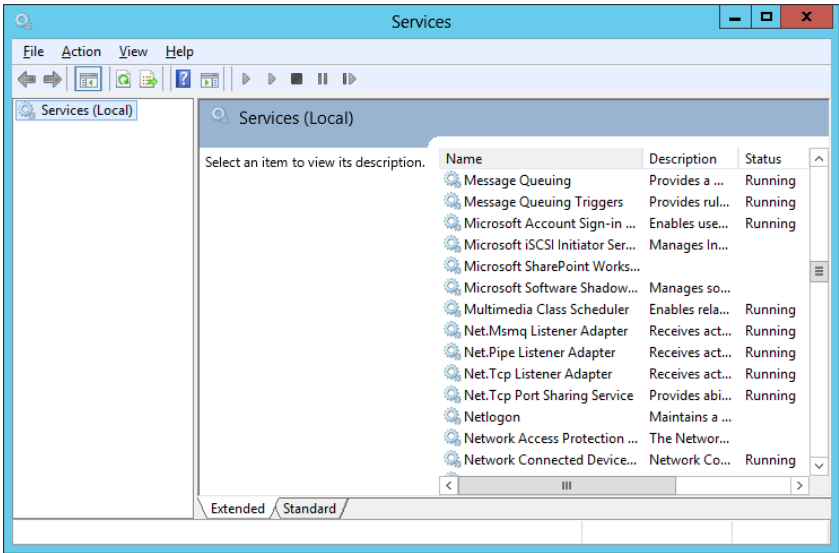 Services
File Action View Help
Services (Local)
Services (Local)
Select an item to view its description.
Name Description Status
Message Queuing Provides a ... Running
Message Queuing Triggers Provides rul... Running
Microsoft Account Sign-in ... Enables use... Running
Microsoft iSCSI Initiator Ser... Manages In...
Microsoft SharePoint Works...
Microsoft Software Shadow... Manages so...
Multimedia Class Scheduler Enables rela... Running
Net.Msmq Listener Adapter Receives act... Running
Net.Pipe Listener Adapter Receives act... Running
Net.Tcp Listener Adapter Receives act... Running
Net.Tcp Port Sharing Service Provides abi... Running
Netlogon Maintains a ...
Network Access Protection ... The Networ...
Network Connected Device... Network Co... Running
Extended Standard